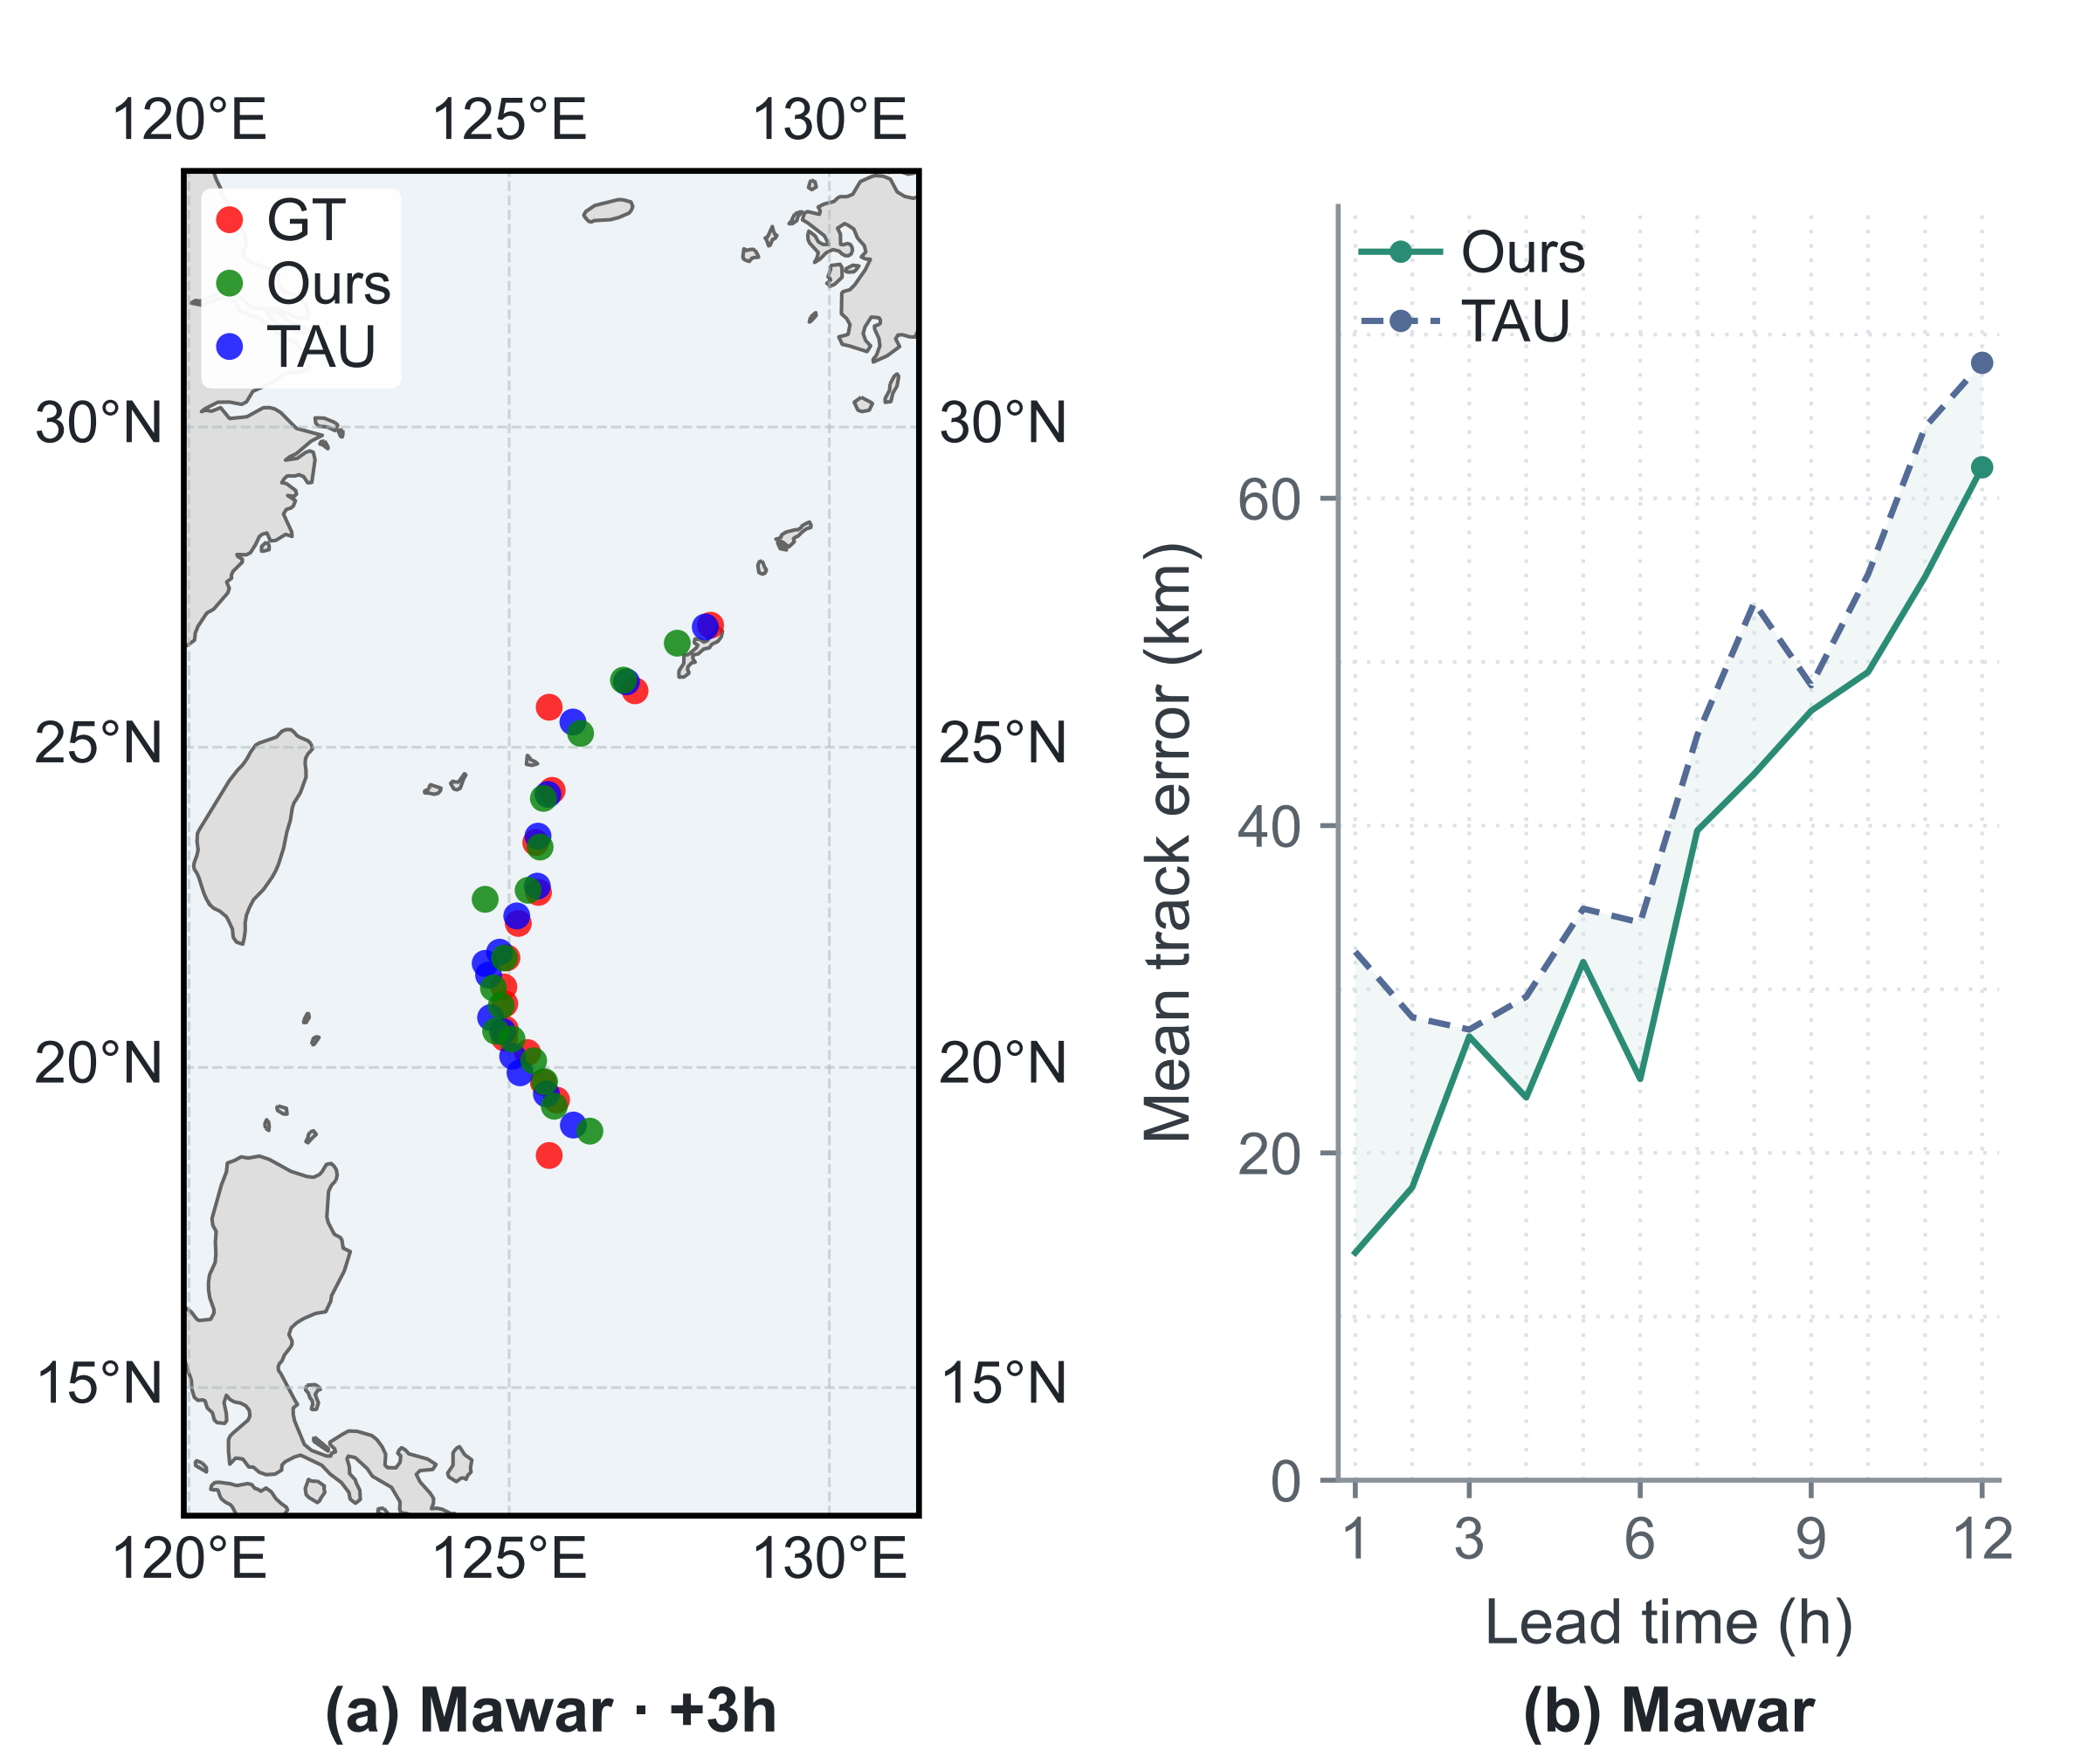 120°E 125°E 130°E
GT
Ours
TAU
30°N 30°N
25°N 25°N
20°N 20°N
15°N 15°N
120°E 125°E 130°E
(a) Mawar · +3h
Ours
TAU
Mean track error (km)
60
40
20
0
1 3 6 9 12
Lead time (h)
(b) Mawar